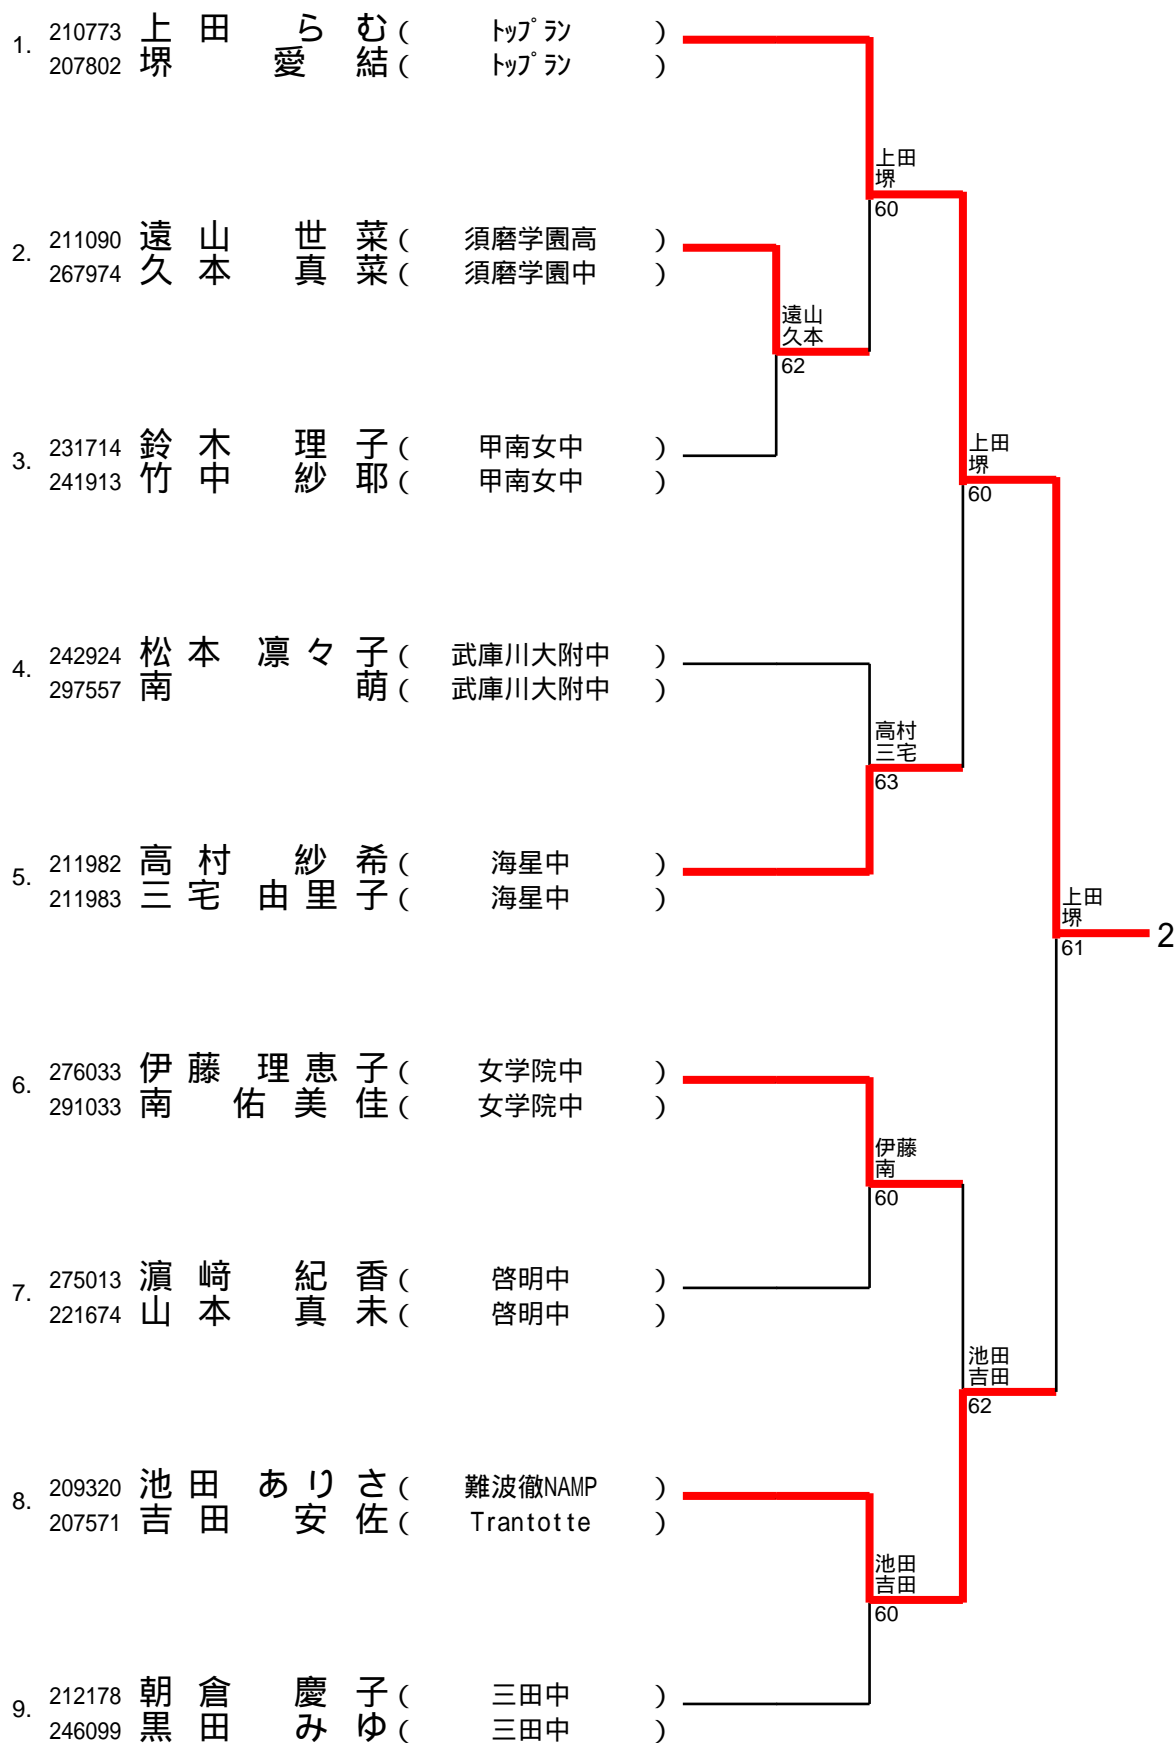 1. 210773 上田 らむ ( トップラン )
207802 堺 愛結 ( トップラン )
上田
堺
60
2. 211090 遠山 世菜 ( 須磨学園高 )
267974 久本 真菜 ( 須磨学園中 )
遠山
久本
62
3. 231714 鈴木 理子 ( 甲南女中 )
241913 竹中 紗耶 ( 甲南女中 )
上田
堺
60
4. 242924 松本 凛々子 ( 武庫川大附中 )
297557 南 萌 ( 武庫川大附中 )
高村
三宅
63
5. 211982 高村 紗希 ( 海星中 )
211983 三宅 由里子 ( 海星中 )
上田
堺
61
2
6. 276033 伊藤 理恵子 ( 女学院中 )
291033 南 佑美佳 ( 女学院中 )
伊藤
南
60
7. 275013 濵﨑 紀香 ( 啓明中 )
221674 山本 真未 ( 啓明中 )
池田
吉田
62
8. 209320 池田 ありさ ( 難波徹NAMP )
207571 吉田 安佐 ( Trantotte )
池田
吉田
60
9. 212178 朝倉 慶子 ( 三田中 )
246099 黒田 みゆ ( 三田中 )